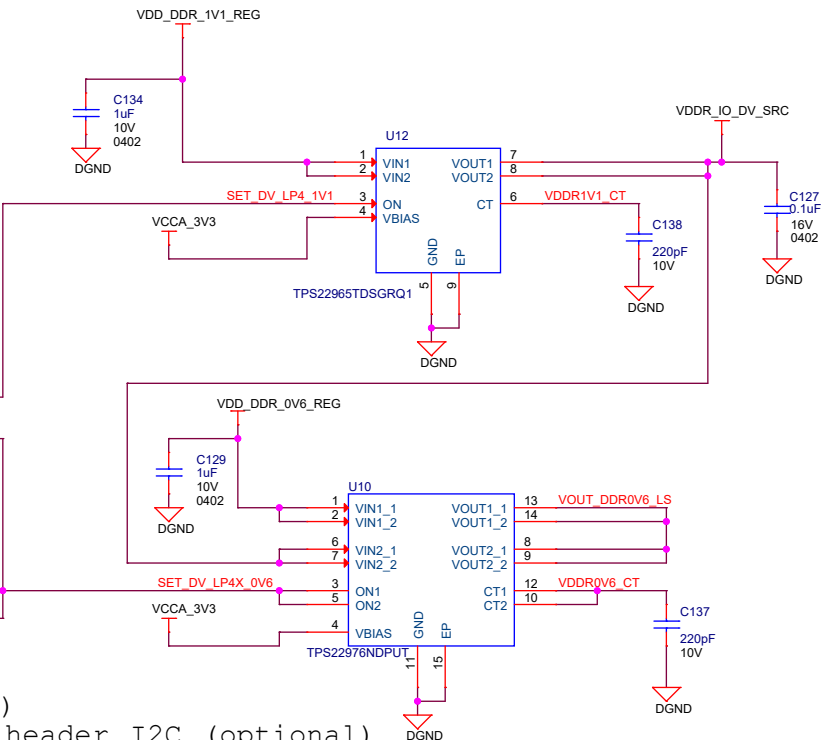 VDD_DDR_1V1_REG
C134
1uF
10V
0402
DGND
U12
VDDR_IO_DV_SRC
1 VIN1 VOUT1 7
2 VIN2 VOUT2 8
SET_DV_LP4_1V1 3 ON CT 6 VDDR1V1_CT
VCCA_3V3 4 VBIAS
GND EP
5 9
TPS22965TDSGRQ1
DGND
C138
220pF
10V
DGND
C127
0.1uF
16V
0402
DGND
VDD_DDR_0V6_REG
C129
1uF
10V
0402
DGND
U10
1 VIN1_1 VOUT1_1 13 VOUT_DDR0V6_LS
2 VIN1_2 VOUT1_2 14
6 VIN2_1 VOUT2_1 8
7 VIN2_2 VOUT2_2 9
SET_DV_LP4X_0V6 3 ON1 CT1 12 VDDR0V6_CT
5 ON2 CT2 10
VCCA_3V3 4 VBIAS
GND EP
11 15
TPS22976NDPUT
DGND
C137
220pF
10V
DGND
)
header I2C (optional)